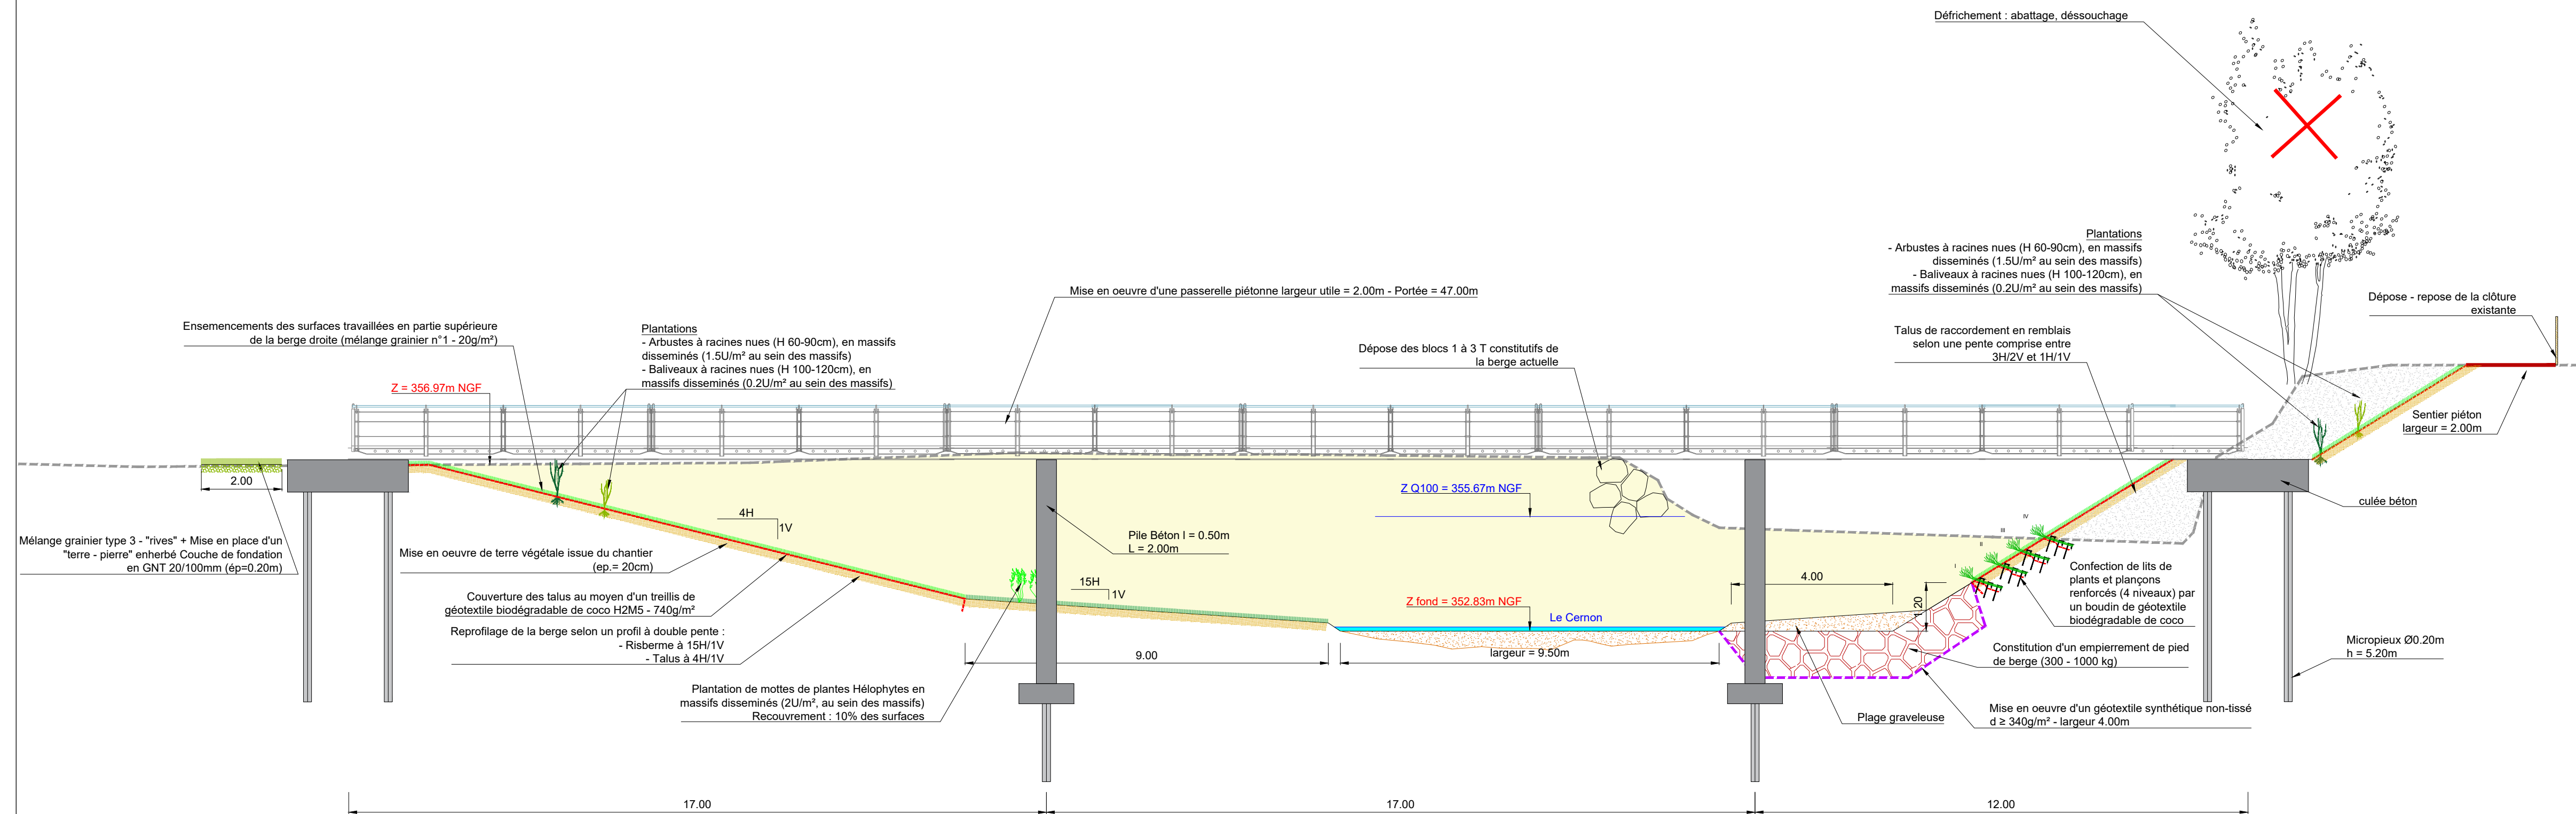 Défrichement : abattage, déssouchage
Plantations
- Arbustes à racines nues (H 60-90cm), en massifs
disseminés (1.5U/m² au sein des massifs)
- Baliveaux à racines nues (H 100-120cm), en
massifs disseminés (0.2U/m² au sein des massifs)
Dépose - repose de la clôture
existante
Mise en oeuvre d'une passerelle piétonne largeur utile = 2.00m - Portée = 47.00m
Ensemencements des surfaces travaillées en partie supérieure
de la berge droite (mélange grainier n°1 - 20g/m²)
Plantations
- Arbustes à racines nues (H 60-90cm), en massifs
disseminés (1.5U/m² au sein des massifs)
- Baliveaux à racines nues (H 100-120cm), en
massifs disseminés (0.2U/m² au sein des massifs)
Dépose des blocs 1 à 3 T constitutifs de
la berge actuelle
Talus de raccordement en remblais
selon une pente comprise entre
3H/2V et 1H/1V
Z = 356.97m NGF
Sentier piéton
largeur = 2.00m
2.00
Z Q100 = 355.67m NGF
culée béton
4H
1V
Mélange grainier type 3 - "rives" + Mise en place d'un
"terre - pierre" enherbé Couche de fondation
en GNT 20/100mm (ép=0.20m)
Mise en oeuvre de terre végétale issue du chantier
(ep.= 20cm)
Pile Béton l = 0.50m
L = 2.00m
IV
III
II
I
Couverture des talus au moyen d'un treillis de
géotextile biodégradable de coco H2M5 - 740g/m²
15H
1V
4.00
1.20
Confection de lits de
plants et plançons
renforcés (4 niveaux) par
un boudin de géotextile
biodégradable de coco
Z fond = 352.83m NGF
Le Cernon
Reprofilage de la berge selon un profil à double pente :
- Risberme à 15H/1V
- Talus à 4H/1V
9.00
largeur = 9.50m
Constitution d'un empierrement de pied
de berge (300 - 1000 kg)
Micropieux Ø0.20m
h = 5.20m
Plantation de mottes de plantes Hélophytes en
massifs disseminés (2U/m², au sein des massifs)
Recouvrement : 10% des surfaces
Plage graveleuse
Mise en oeuvre d'un géotextile synthétique non-tissé
d ≥ 340g/m² - largeur 4.00m
17.00
17.00
12.00